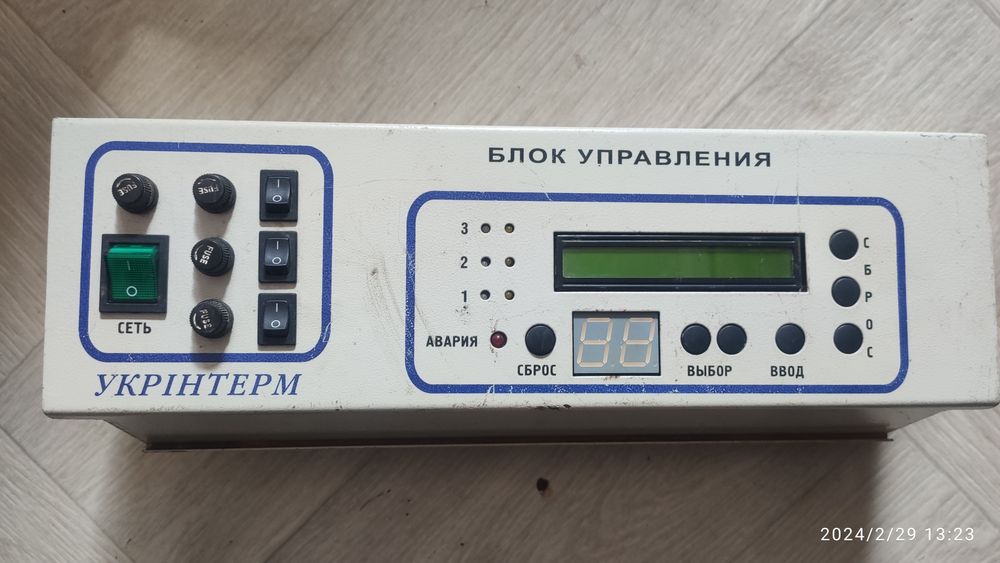 БЛОК УПРАВЛЕНИЯ
FUSE
FUSE
I
O
FUSE
I
O
I
O
FUSE
I
O
СЕТЬ
УКРІНТЕРМ
3
2
1
АВАРИЯ
СБРОС
ВЫБОР
ВВОД
С
Б
Р
О
С
2024/2/29 13:23